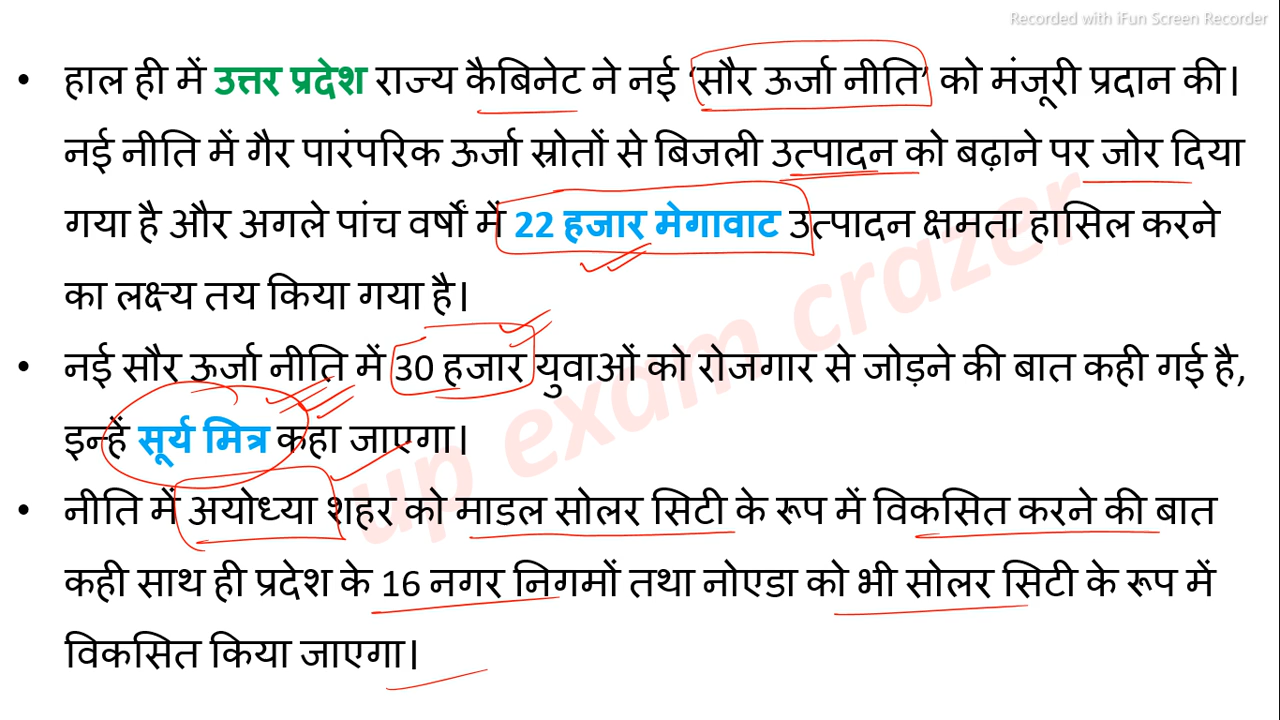 Recorded with iFun Screen Recorder
• हाल ही में उत्तर प्रदेश राज्य कैबिनेट ने नई ‘सौर ऊर्जा नीति’ को मंजूरी प्रदान की।
नई नीति में गैर पारंपरिक ऊर्जा स्रोतों से बिजली उत्पादन को बढ़ाने पर जोर दिया
गया है और अगले पांच वर्षों में 22 हजार मेगावाट उत्पादन क्षमता हासिल करने
का लक्ष्य तय किया गया है।
• नई सौर ऊर्जा नीति में 30 हजार युवाओं को रोजगार से जोड़ने की बात कही गई है,
इन्हें सूर्य मित्र कहा जाएगा।
• नीति में अयोध्या शहर को माडल सोलर सिटी के रूप में विकसित करने की बात
कही साथ ही प्रदेश के 16 नगर निगमों तथा नोएडा को भी सोलर सिटी के रूप में
विकसित किया जाएगा।
up exam crazer